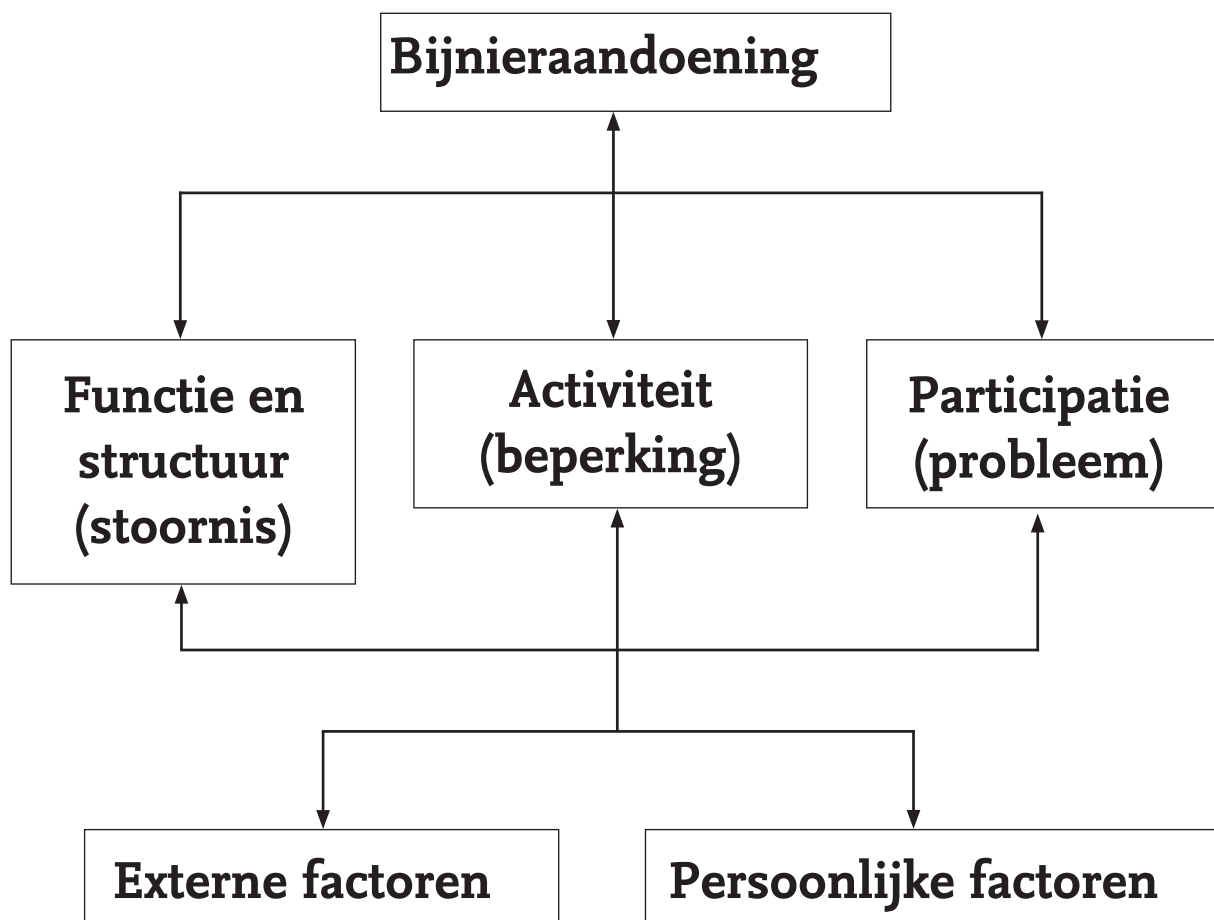 Bijnieraandoening
Functie en
structuur
(stoornis)
Activiteit
(beperking)
Participatie
(probleem)
Externe factoren
Persoonlijke factoren